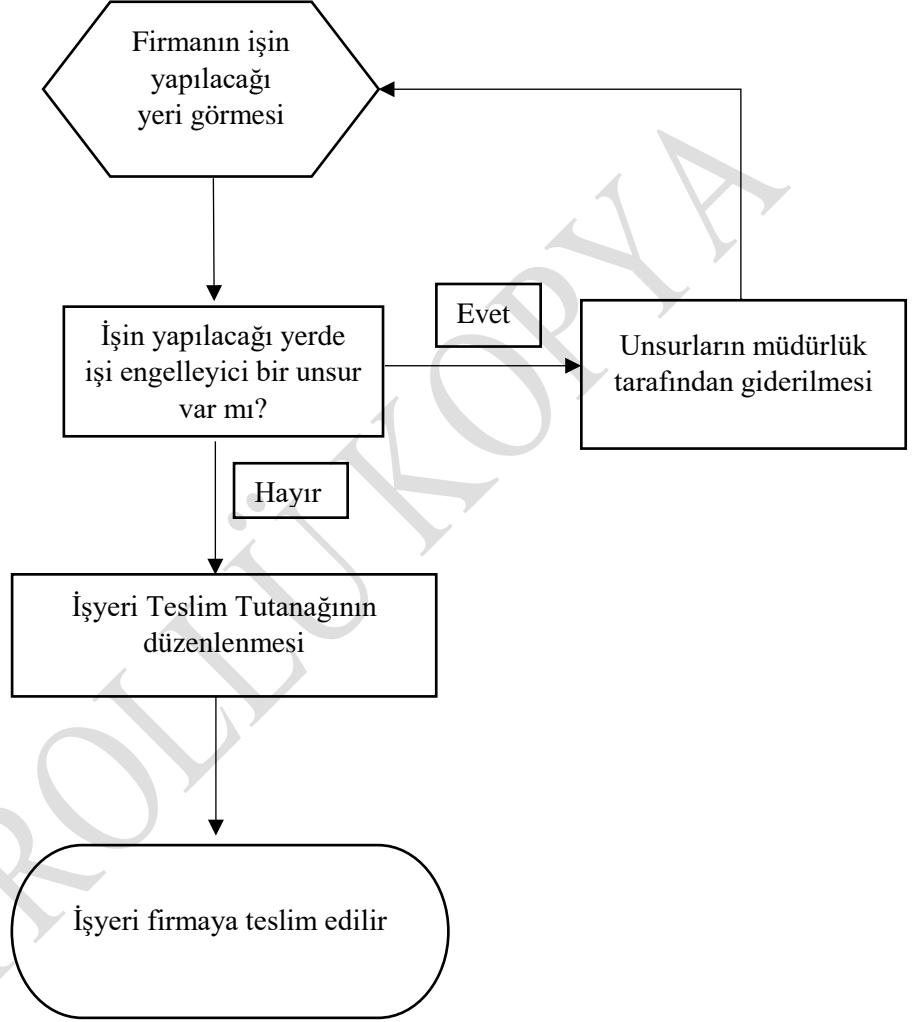 Firmanın işin
yapılacağı
yeri görmesi
İşin yapılacağı yerde
işi engelleyici bir unsur
var mı?
Evet
Unsurların müdürlük
tarafından giderilmesi
Hayır
İşyeri Teslim Tutanağının
düzenlenmesi
İşyeri firmaya teslim edilir
ROLLÜ KOPYA